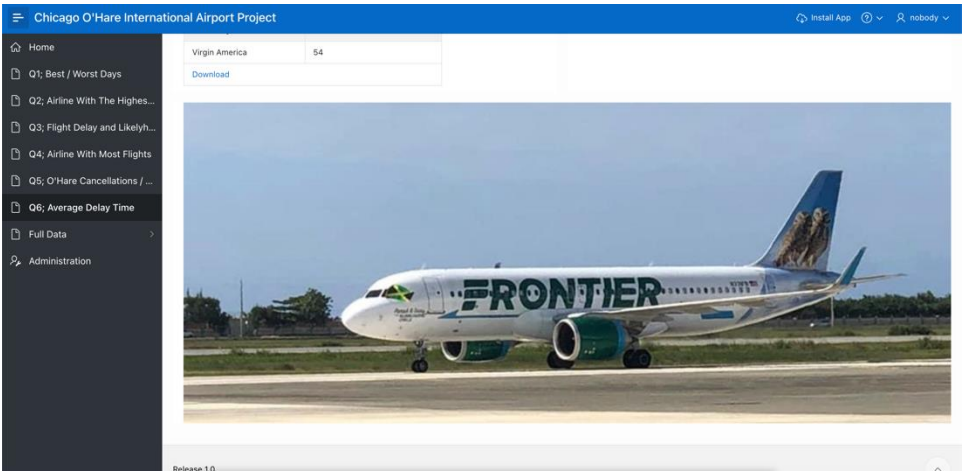 Chicago O'Hare International Airport Project
Install App
nobody
Home
Q1; Best / Worst Days
Q2; Airline With The Highes...
Q3; Flight Delay and Likelyh...
Q4; Airline With Most Flights
Q5; O'Hare Cancellations / ...
Q6; Average Delay Time
Full Data
Administration
Virgin America 54
Download
FRONTIER
Release 1.0